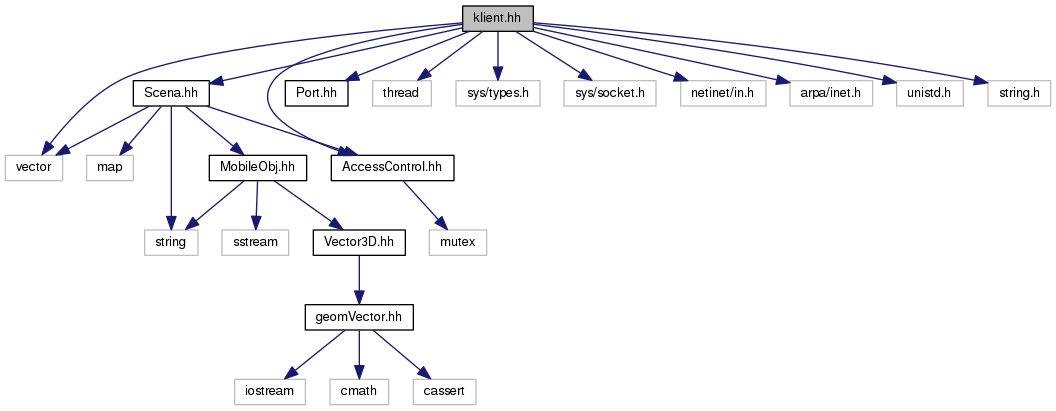 klient.hh
Scena.hh
Port.hh
thread
sys/types.h
sys/socket.h
netinet/in.h
arpa/inet.h
unistd.h
string.h
vector
map
MobileObj.hh
AccessControl.hh
string
sstream
Vector3D.hh
mutex
geomVector.hh
iostream
cmath
cassert